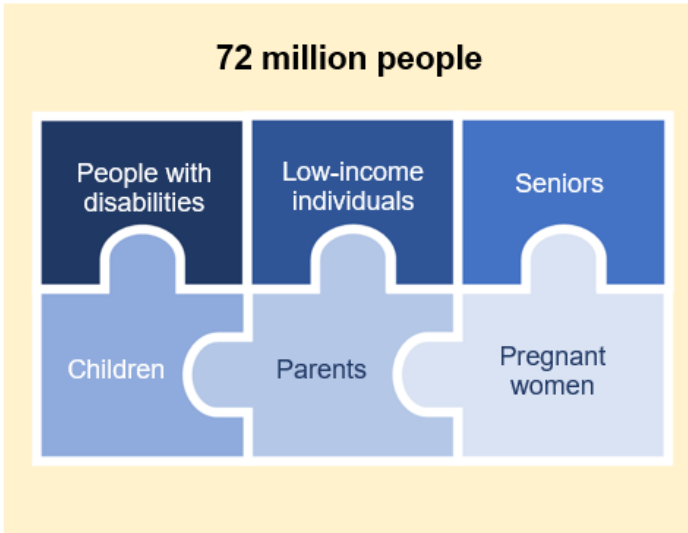 72 million people
People with
disabilities
Low-income
individuals
Seniors
Children
Parents
Pregnant
women